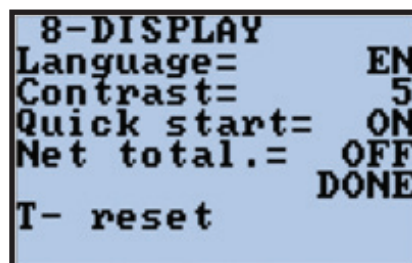 8-DISPLAY
Language= EN
Contrast= 5
Quick start= ON
Net total.= OFF
DONE
T- reset